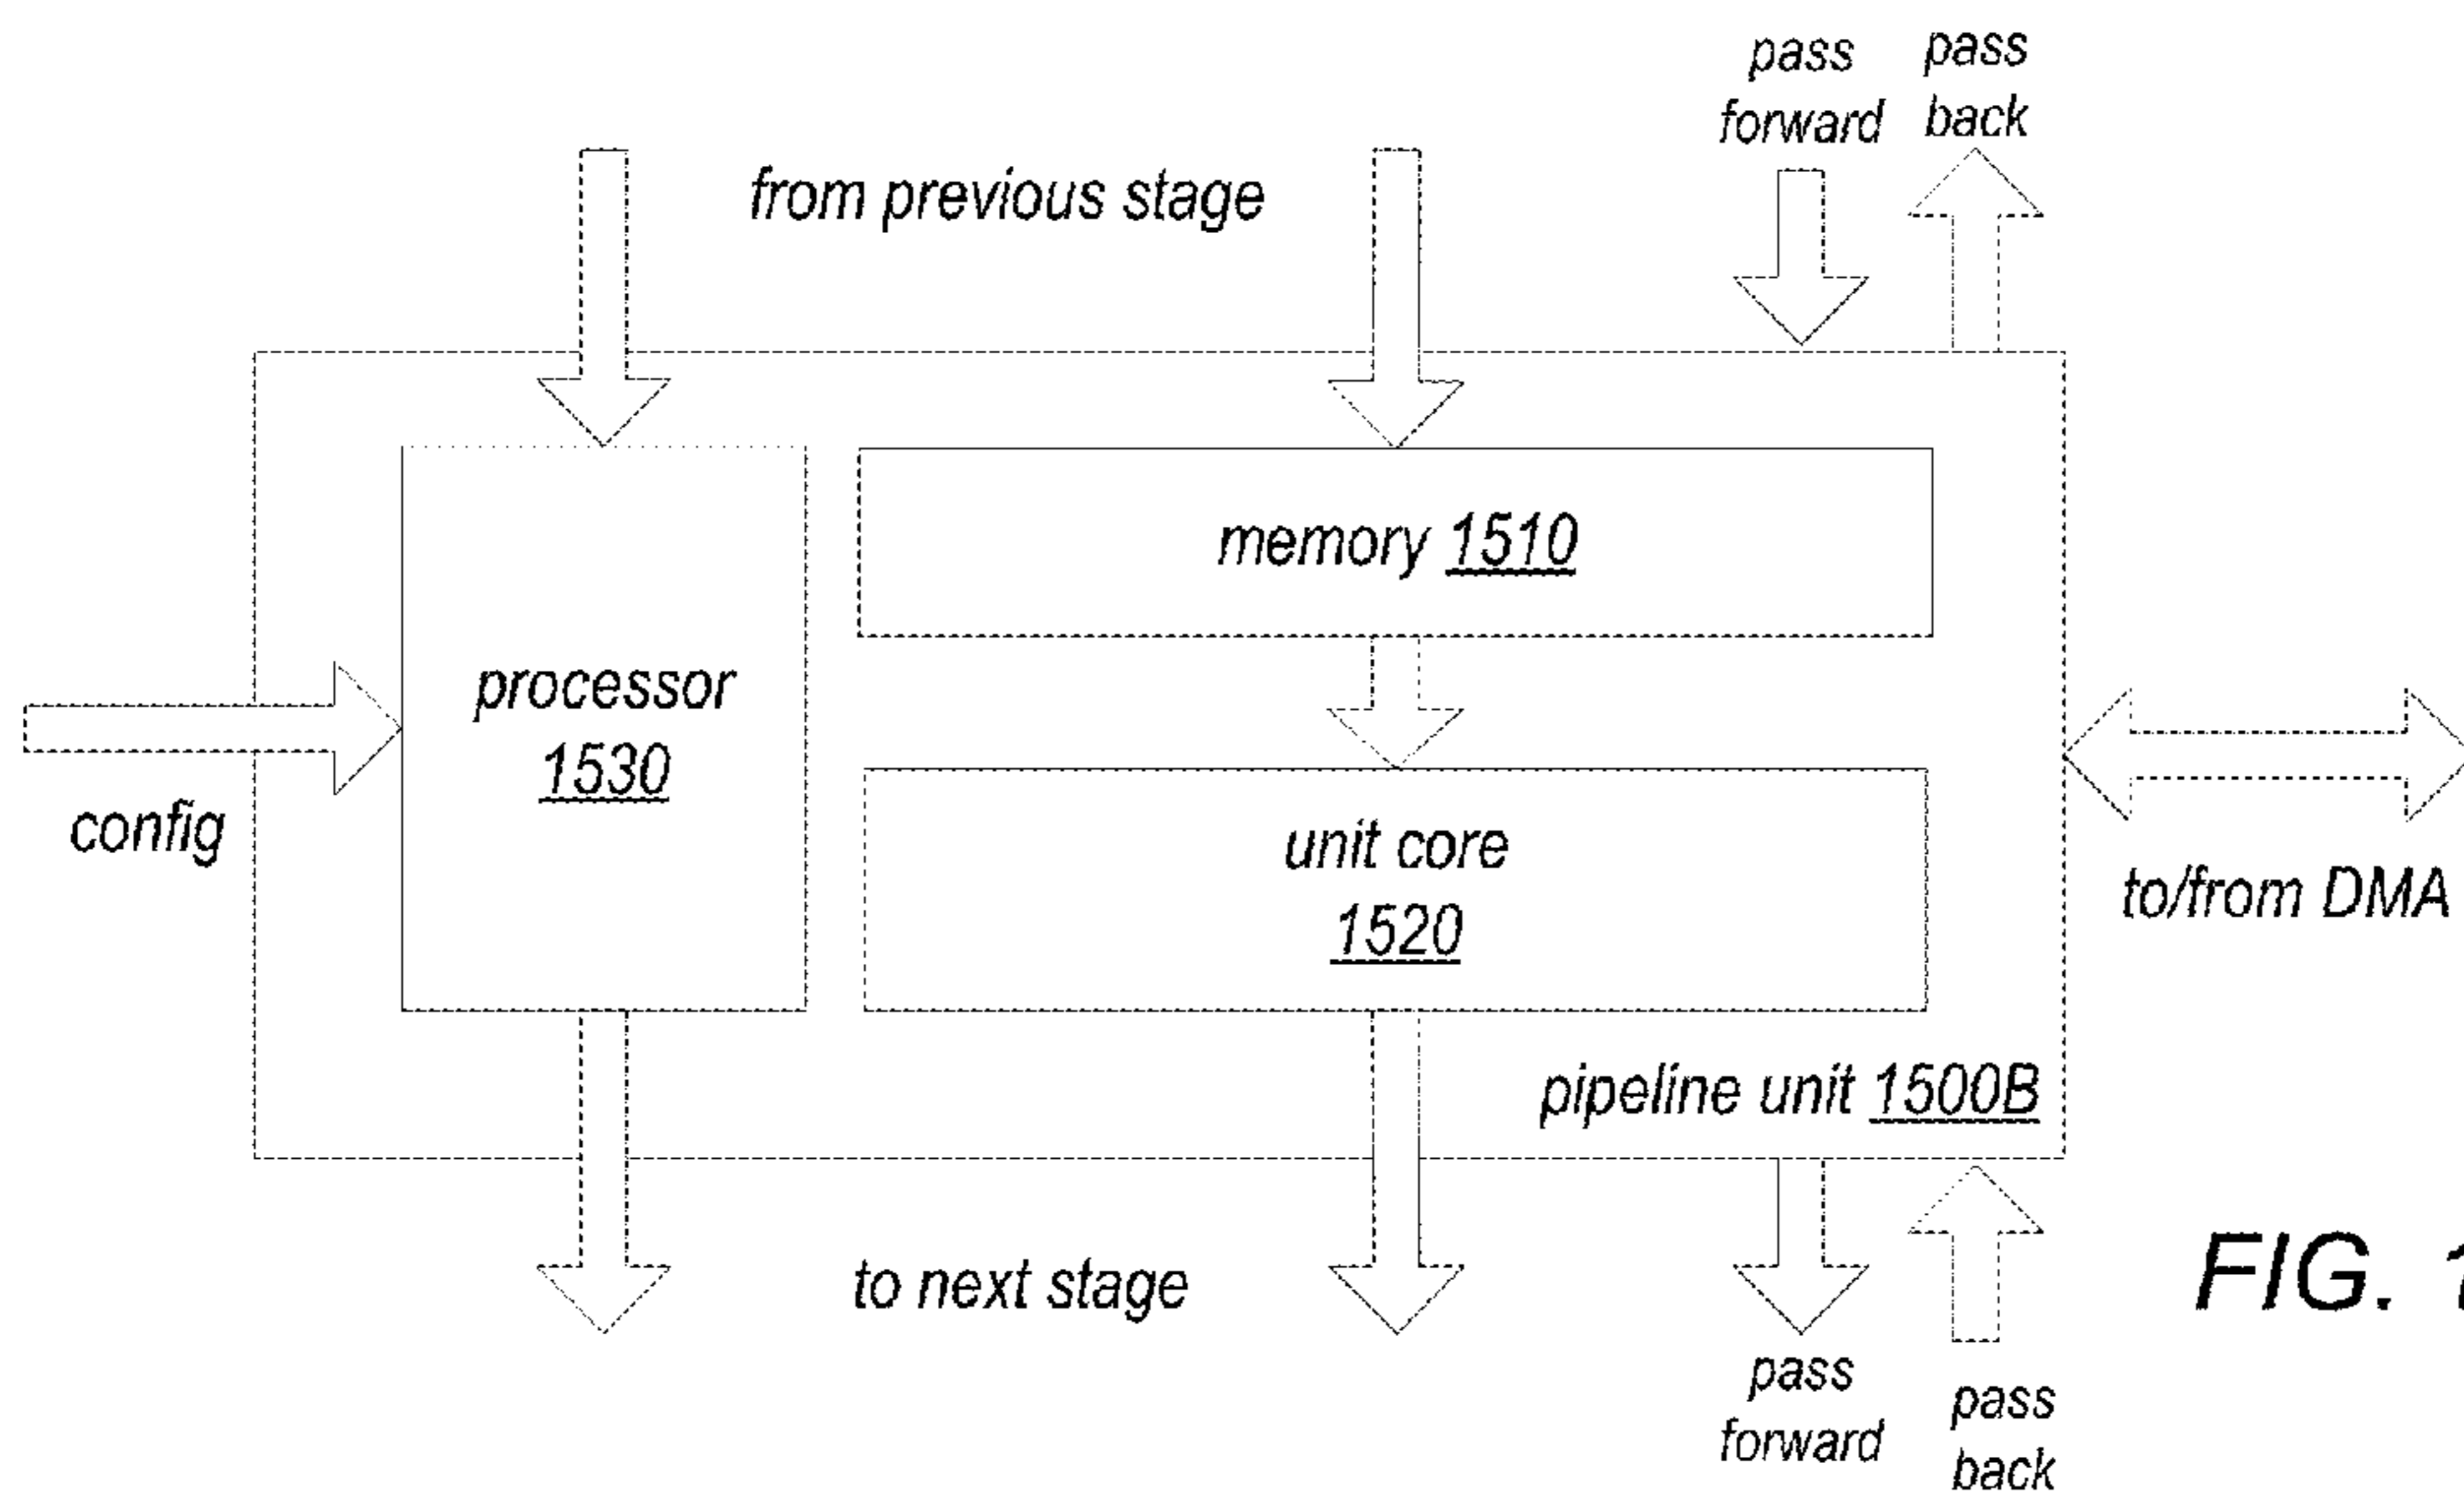 pass
forward
pass
back
from previous stage
memory 1510
processor
1530
config
unit core
1520
to/from DMA
pipeline unit 1500B
to next stage
FIG.
pass
forward
pass
back